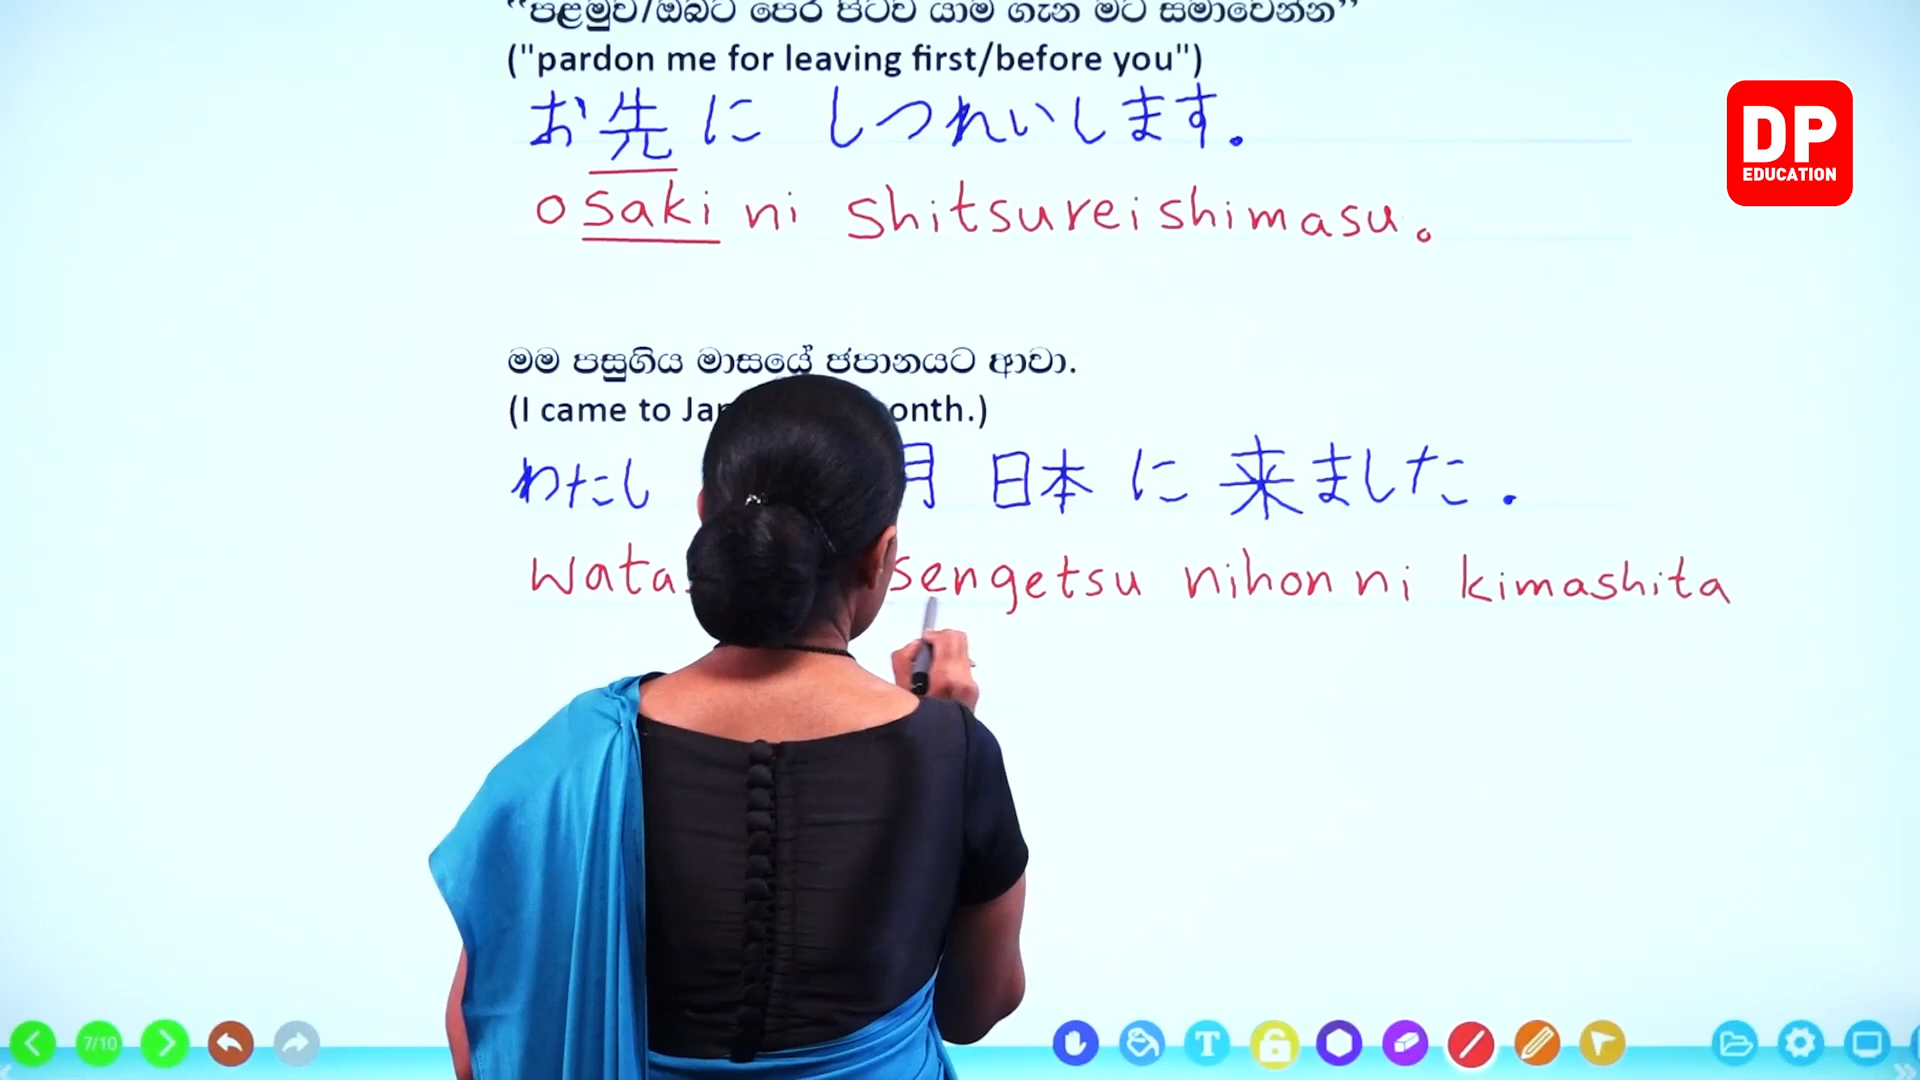 “පළමුව/ඔබට පෙර පිටව යාම ගැන මට සමාවෙන්න”
("pardon me for leaving first/before you")
お先に しつれいします.
osaki ni shitsureishimasu.
මම පසුගිය මාසයේ ජපානයට ආවා.
(I came to onth.)
わたし 月 日本 に 来ました.
sengetsu nihon ni kimashita
DP
EDUCATION
7/10
T